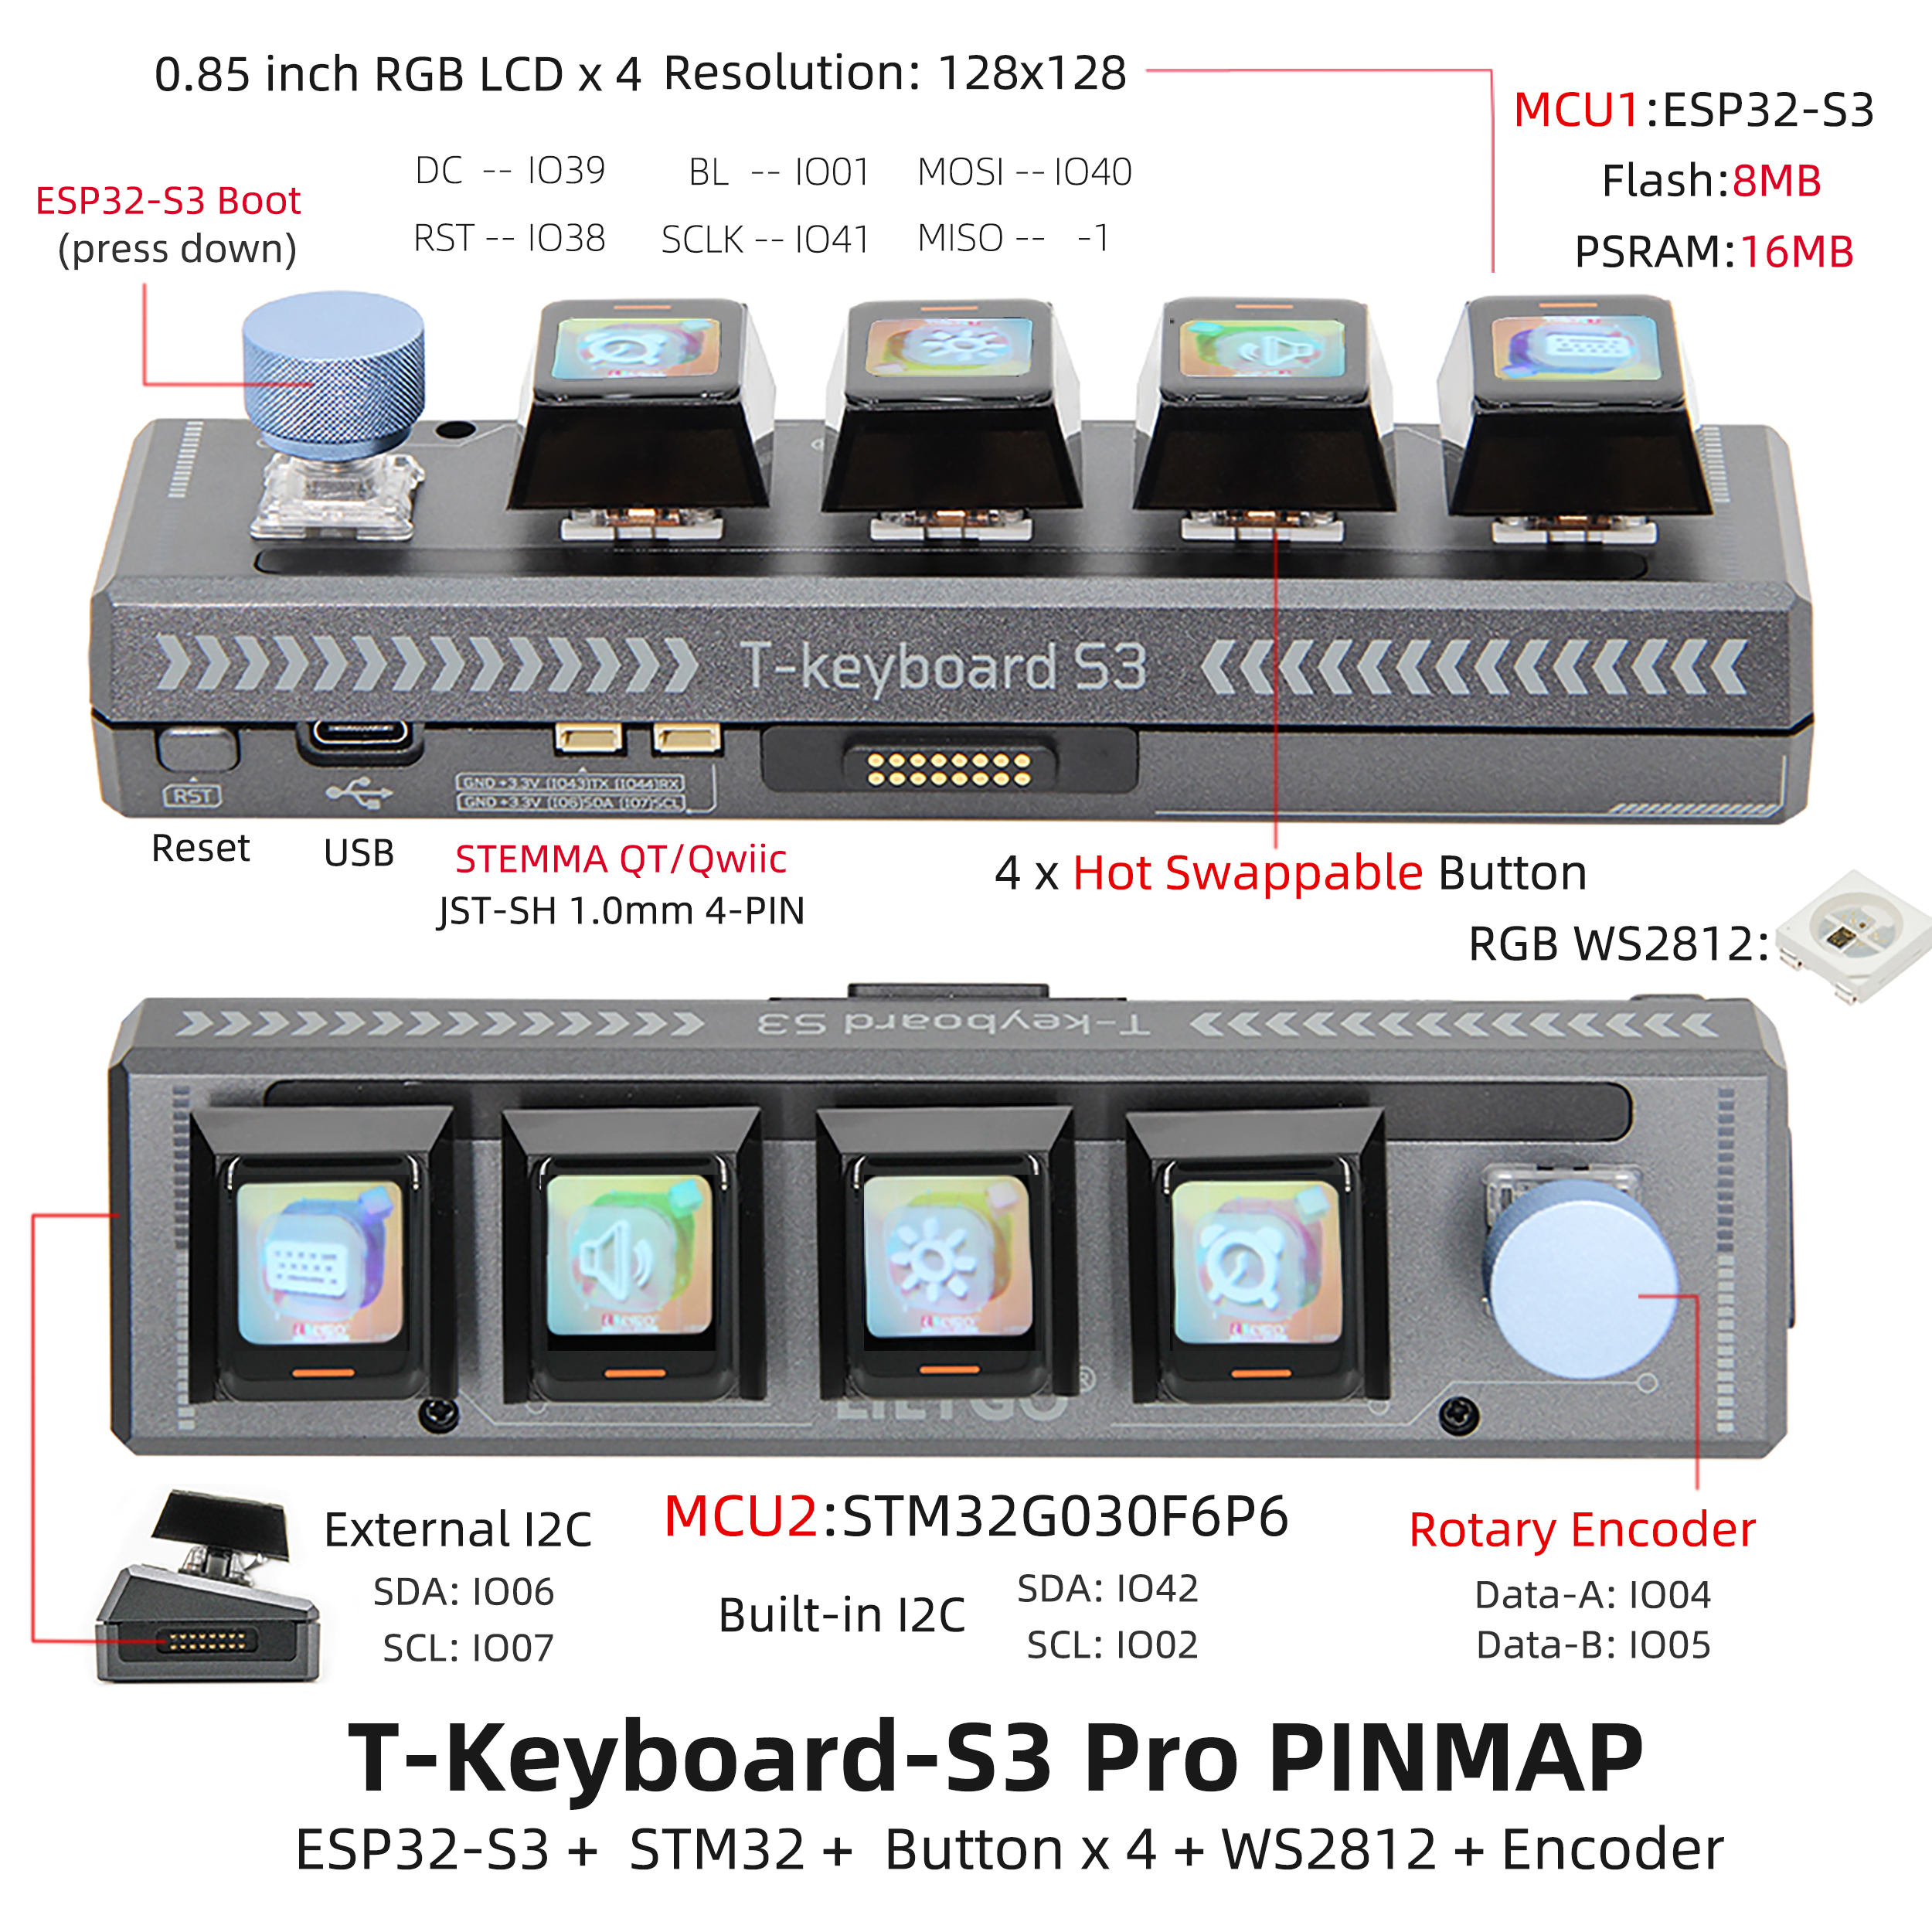 0.85 inch RGB LCD x 4 Resolution: 128x128
MCU1:ESP32-S3
Flash:8MB
PSRAM:16MB
ESP32-S3 Boot
(press down)
DC -- IO39 BL -- IO01 MOSI -- IO40
RST -- IO38 SCLK -- IO41 MISO -- -1
T-keyboard S3
GND +3.3V (IO43)TX (IO44)RX
GND +3.3V (IO6)SDA (IO7)SCL
RST
Reset
USB
STEMMA QT/Qwiic
JST-SH 1.0mm 4-PIN
4 x Hot Swappable Button
RGB WS2812:
T-keyboard S3
LILYGO®
External I2C
SDA: IO06
SCL: IO07
MCU2:STM32G030F6P6
Built-in I2C
SDA: IO42
SCL: IO02
Rotary Encoder
Data-A: IO04
Data-B: IO05
T-Keyboard-S3 Pro PINMAP
ESP32-S3 + STM32 + Button x 4 + WS2812 + Encoder